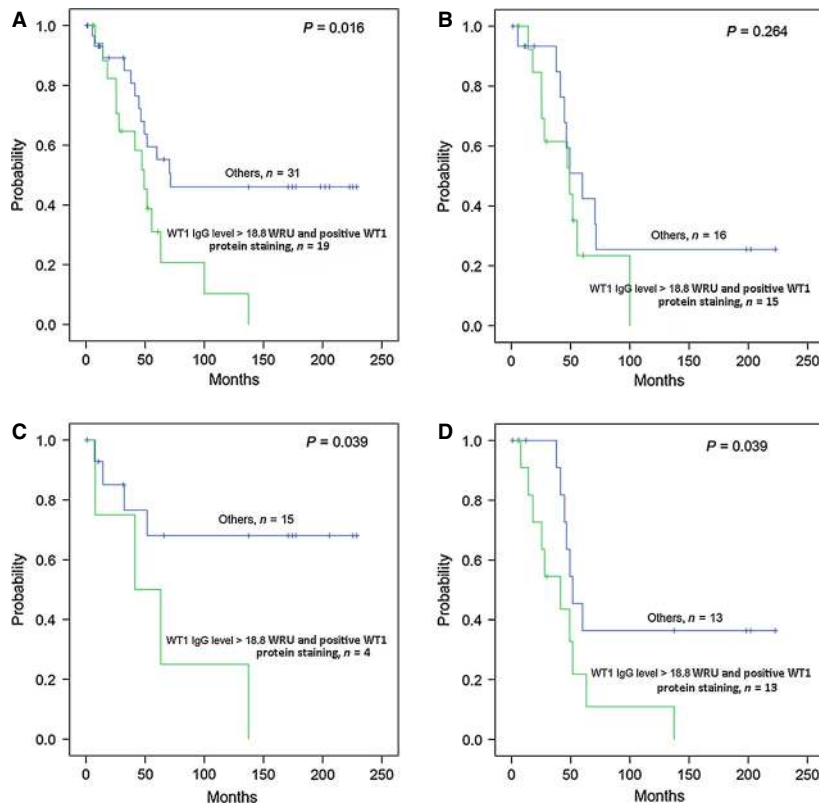 A
P = 0.016
1.0
0.8
0.6
0.4
0.2
0.0
Probability
Others, n = 31
WT1 IgG level > 18.8 WRU and positive WT1
protein staining, n = 19
0 50 100 150 200 250
Months
B
P = 0.264
1.0
0.8
0.6
0.4
0.2
0.0
Probability
Others, n = 16
WT1 IgG level > 18.8 WRU and positive WT1
protein staining, n = 15
0 50 100 150 200 250
Months
C
P = 0.039
1.0
0.8
0.6
0.4
0.2
0.0
Probability
Others, n = 15
WT1 IgG level > 18.8 WRU and positive WT1
protein staining, n = 4
0 50 100 150 200 250
Months
D
P = 0.039
1.0
0.8
0.6
0.4
0.2
0.0
Probability
Others, n = 13
WT1 IgG level > 18.8 WRU and positive WT1
protein staining, n = 13
0 50 100 150 200 250
Months